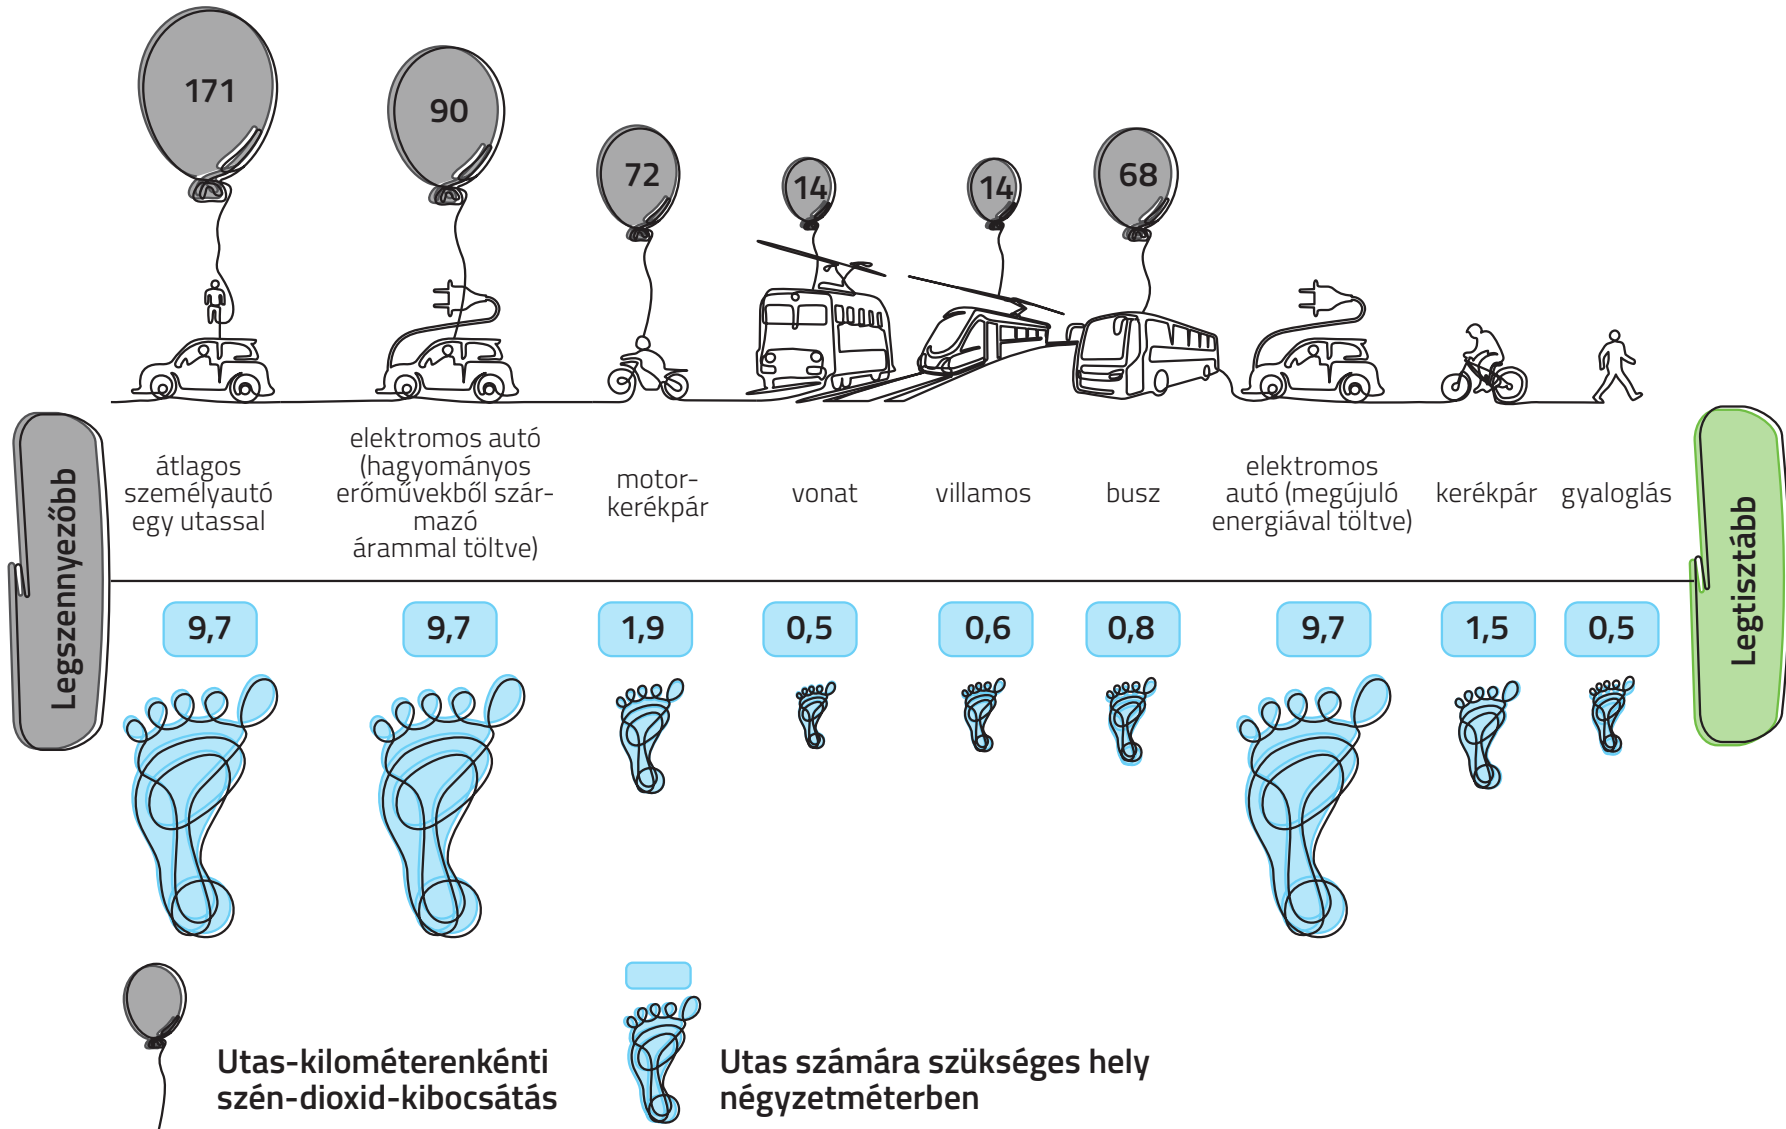 171
90
72
14
14
68
Legszennyezőbb
átlagos
személyautó
egy utassal
elektromos autó
(hagyományos
erőművekből szár-
mazó
árammal töltve)
motor-
kerékpár
vonat
villamos
busz
elektromos
autó (megújuló
energiával töltve)
kerékpár
gyaloglás
Legtisztább
9,7
9,7
1,9
0,5
0,6
0,8
9,7
1,5
0,5
Utas-kilométerenkénti
szén-dioxid-kibocsátás
Utas számára szükséges hely
négyzetméterben